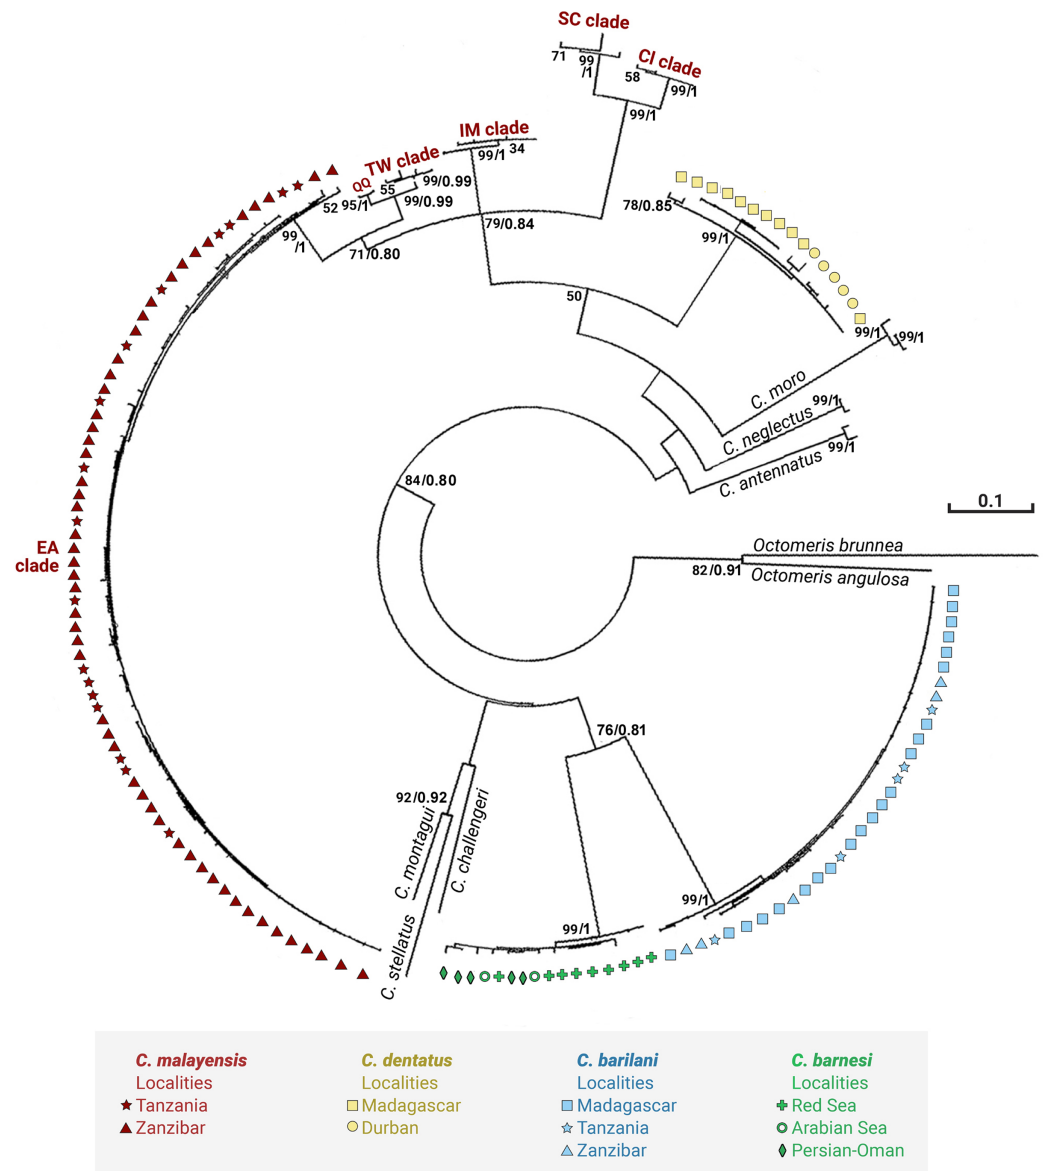 SC clade
71
99
/1
CI clade
58
99/1
99/1
IM clade
34
99/1
TW clade
QQ
55
99/0.99
52
95/1
99/0.99
99
/1
71/0.80
79/0.84
78/0.85
99/1
50
99/1
99/1
C. moro
99/1
C. neglectus
99/1
C. antennatus
84/0.80
0.1
EA
clade
Octomeris brunnea
82/0.91
Octomeris angulosa
76/0.81
92/0.92
C. montagui
C. challengeri
C. stellatus
99/1
99/1
C. malayensis
Localities
Tanzania
Zanzibar
C. dentatus
Localities
Madagascar
Durban
C. barilani
Localities
Madagascar
Tanzania
Zanzibar
C. barnesi
Localities
Red Sea
Arabian Sea
Persian-Oman